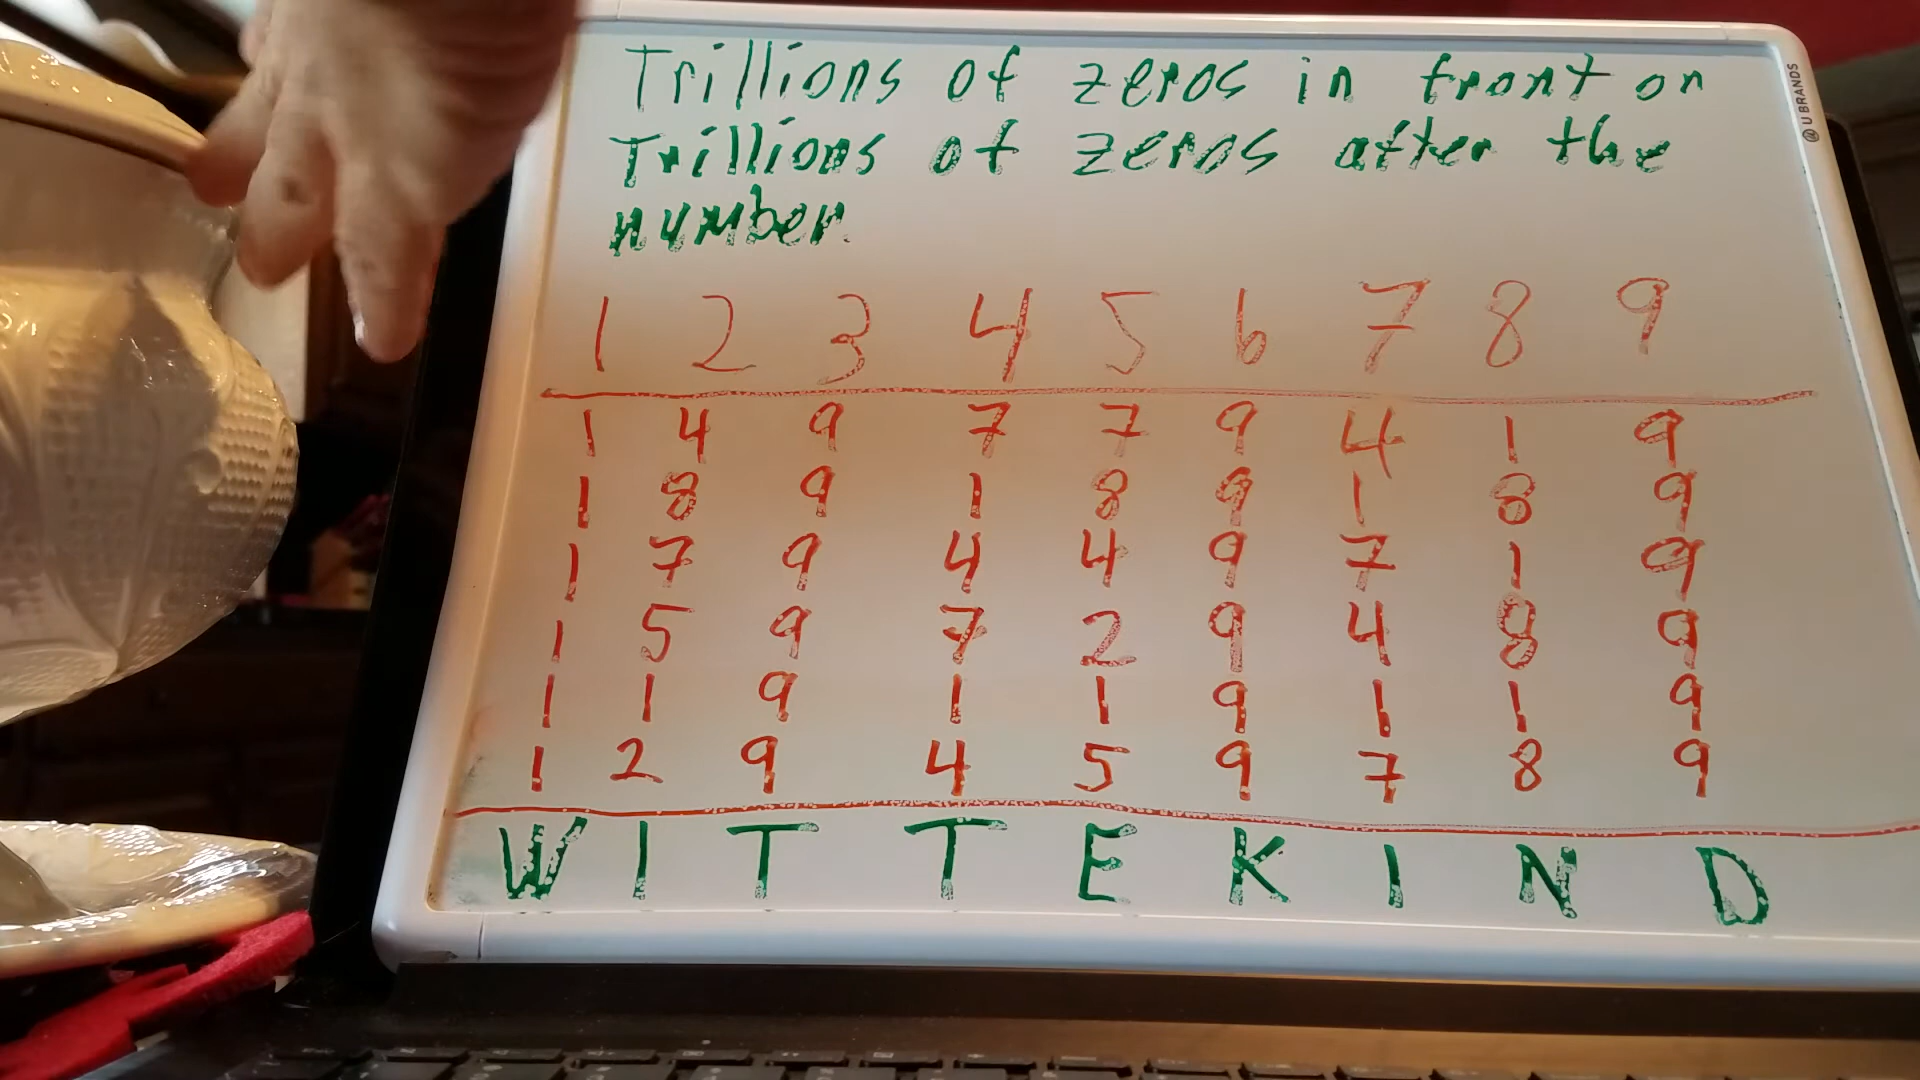 Trillions of zeros in front on
Trillions of zeros after the
number.
1 2 3 4 5 6 7 8 9
1 4 9 7 7 9 4 1 9
1 8 9 1 8 9 1 8 9
1 7 9 4 4 9 7 1 9
1 5 9 7 2 9 4 8 9
1 1 9 1 1 9 1 1 9
1 2 9 4 5 9 7 8 9
W I T T E K I N D
U BRANDS